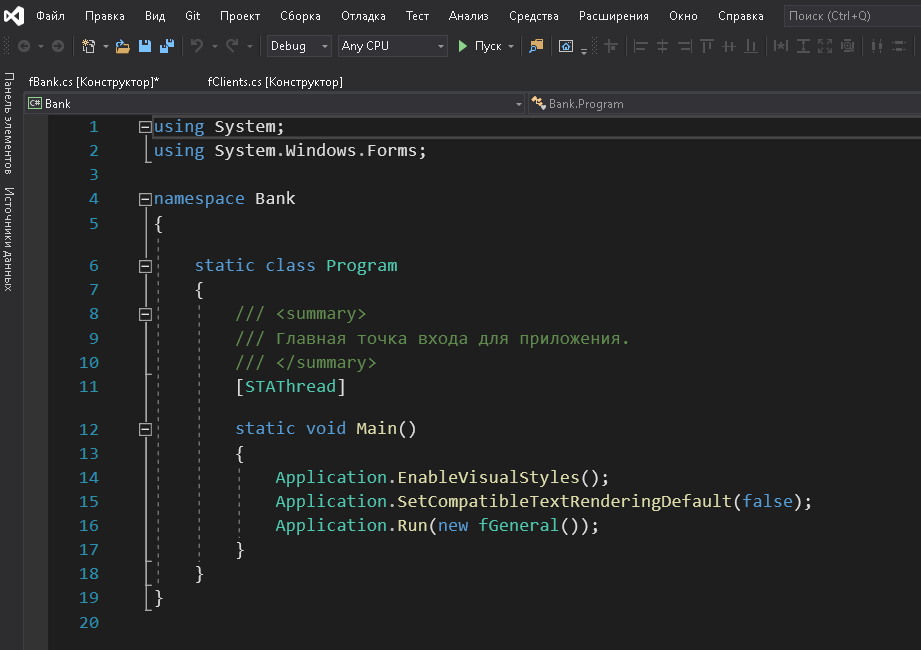 Файл Правка Вид Git Проект Сборка Отладка Тест Анализ Средства Расширения Окно Справка Поиск (Ctrl+Q)
Debug Any CPU Пуск
fBank.cs [Конструктор]* fClients.cs [Конструктор]
C# Bank Bank.Program
Панель элементов
Источники данных
1 using System;
2 using System.Windows.Forms;
3
4 namespace Bank
5 {
6 static class Program
7 {
8 /// <summary>
9 /// Главная точка входа для приложения.
10 /// </summary>
11 [STAThread]
12 static void Main()
13 {
14 Application.EnableVisualStyles();
15 Application.SetCompatibleTextRenderingDefault(false);
16 Application.Run(new fGeneral());
17 }
18 }
19 }
20